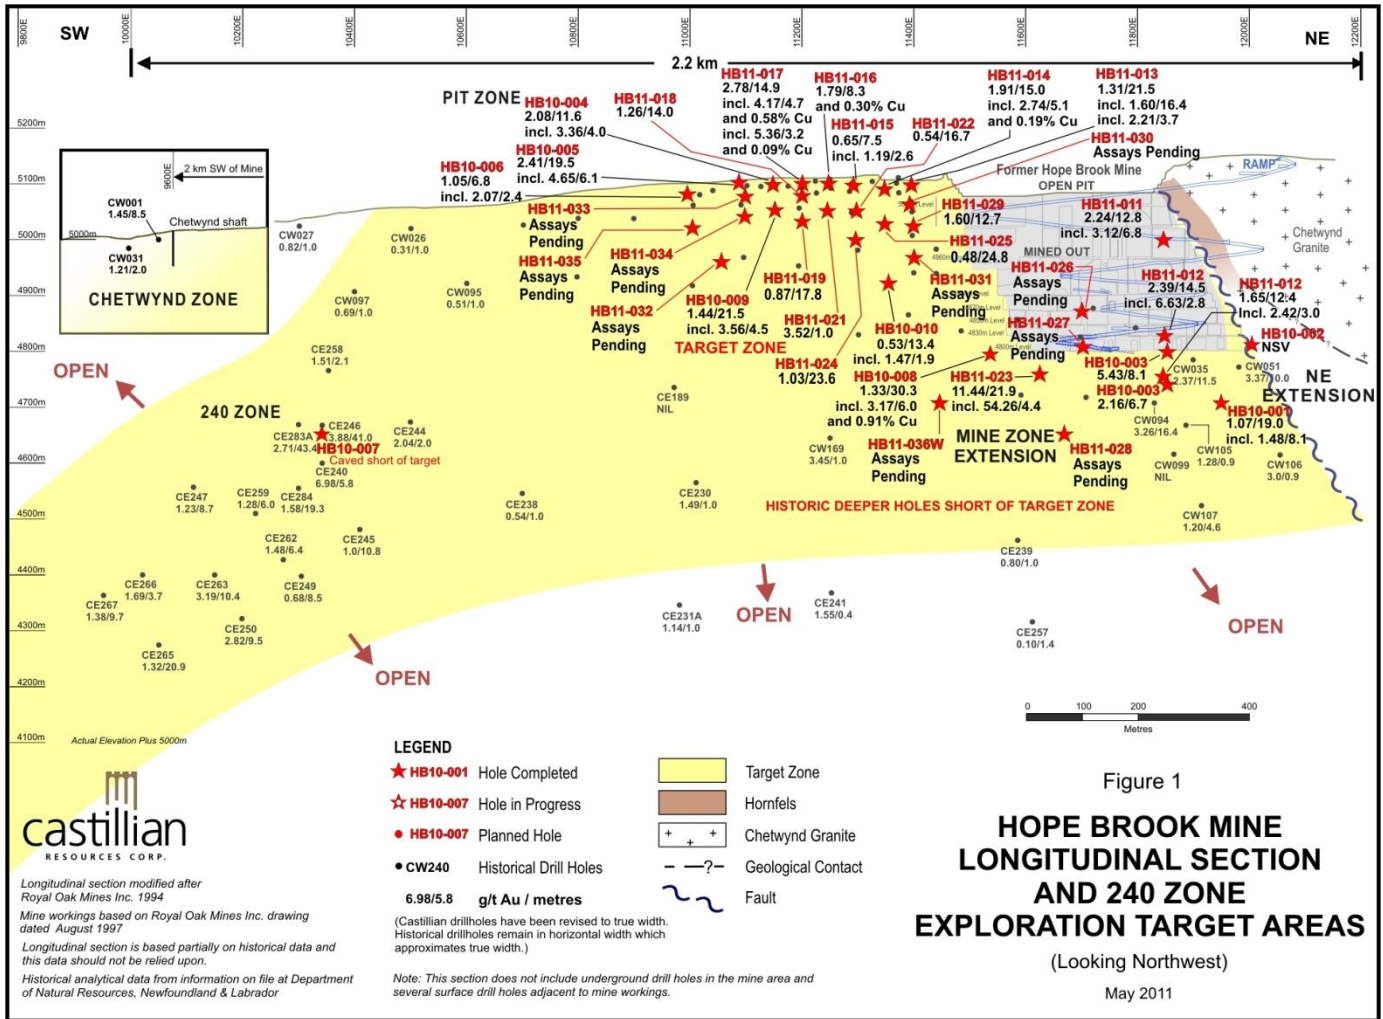 9800E
10000E
10200E
10400E
10600E
10800E
11000E
11200E
11400E
11600E
11800E
12000E
12200E
SW
NE
2.2 km
5200m
5100m
5000m
4900m
4800m
4700m
4600m
4500m
4400m
4300m
4200m
4100m
PIT ZONE
HB10-004
2.08/11.6
incl. 3.36/4.0
HB11-018
1.26/14.0
HB11-017
2.78/14.9
incl. 4.17/4.7
and 0.58% Cu
incl. 5.36/3.2
and 0.09% Cu
HB11-016
1.79/8.3
and 0.30% Cu
HB11-015
0.65/7.5
incl. 1.19/2.6
HB11-022
0.54/16.7
HB11-014
1.91/15.0
incl. 2.74/5.1
and 0.19% Cu
HB11-013
1.31/21.5
incl. 1.60/16.4
incl. 2.21/3.7
HB11-030
Assays Pending
HB10-005
2.41/19.5
incl. 4.65/6.1
HB10-006
1.05/6.8
incl. 2.07/2.4
9600E
2 km SW of Mine
CW001
1.45/8.5
Chetwynd shaft
5000m
CW031
1.21/2.0
CHETWYND ZONE
CW027
0.82/1.0
CW026
0.31/1.0
CW097
0.69/1.0
CW095
0.51/1.0
CE258
1.51/2.1
HB11-033
Assays
Pending
HB11-035
Assays
Pending
HB11-034
Assays
Pending
HB11-032
Assays
Pending
HB10-009
1.44/21.5
incl. 3.56/4.5
TARGET ZONE
HB11-019
0.87/17.8
HB11-021
3.52/1.0
HB11-024
1.03/23.6
HB10-010
0.53/13.4
incl. 1.47/1.9
HB10-008
1.33/30.3
incl. 3.17/6.0
and 0.91% Cu
HB11-036W
Assays
Pending
HB11-023
11.44/21.9
incl. 54.26/4.4
Former Hope Brook Mine
OPEN PIT
RAMP
HB11-029
1.60/12.7
HB11-025
0.48/24.8
HB11-031
Assays
Pending
HB11-011
2.24/12.8
incl. 3.12/6.8
MINED OUT
HB11-026
Assays
Pending
HB11-027
Assays
Pending
HB11-012
2.39/14.5
incl. 6.63/2.8
HB11-012
1.65/12.4
incl. 2.42/3.0
HB10-002
NSV
Chetwynd
Granite
4830m Level
4800m Level
HB10-003
5.43/8.1
HB10-003
2.16/6.7
CW035
2.37/11.5
CW051
3.37/10.0
NE
EXTENSION
HB10-001
1.07/19.0
incl. 1.48/8.1
CW094
3.26/16.4
CW105
1.28/0.9
CW099
NIL
CW106
3.0/0.9
CW107
1.20/4.6
MINE ZONE
EXTENSION
HB11-028
Assays
Pending
HISTORIC DEEPER HOLES SHORT OF TARGET ZONE
OPEN
240 ZONE
CE283A
2.71/43.4
CE246
3.88/41.0
HB10-007
Caved short of target
CE244
2.04/2.0
CE240
6.98/5.8
CE247
1.23/8.7
CE259
1.28/6.0
CE284
1.58/19.3
CE262
1.48/6.4
CE245
1.0/10.8
CE266
1.69/3.7
CE263
3.19/10.4
CE249
0.68/8.5
CE267
1.38/9.7
CE250
2.82/9.5
CE265
1.32/20.9
CE189
NIL
CW169
3.45/1.0
CE238
0.54/1.0
CE230
1.49/1.0
CE239
0.80/1.0
CE231A
1.14/1.0
CE241
1.55/0.4
CE257
0.10/1.4
OPEN
OPEN
OPEN
0 100 200 400
Metres
Actual Elevation Plus 5000m
castillian
RESOURCES CORP.
Longitudinal section modified after
Royal Oak Mines Inc. 1994
Mine workings based on Royal Oak Mines Inc. drawing
dated August 1997
Longitudinal section is based partially on historical data and
this data should not be relied upon.
Historical analytical data from information on file at Department
of Natural Resources, Newfoundland & Labrador
LEGEND
HB10-001 Hole Completed
HB10-007 Hole in Progress
HB10-007 Planned Hole
CW240 Historical Drill Holes
6.98/5.8 g/t Au / metres
(Castillian drillholes have been revised to true width.
Historical drillholes remain in horizontal width which
approximates true width.)
Target Zone
Hornfels
Chetwynd Granite
? Geological Contact
Fault
Note: This section does not include underground drill holes in the mine area and
several surface drill holes adjacent to mine workings.
Figure 1
HOPE BROOK MINE
LONGITUDINAL SECTION
AND 240 ZONE
EXPLORATION TARGET AREAS
(Looking Northwest)
May 2011